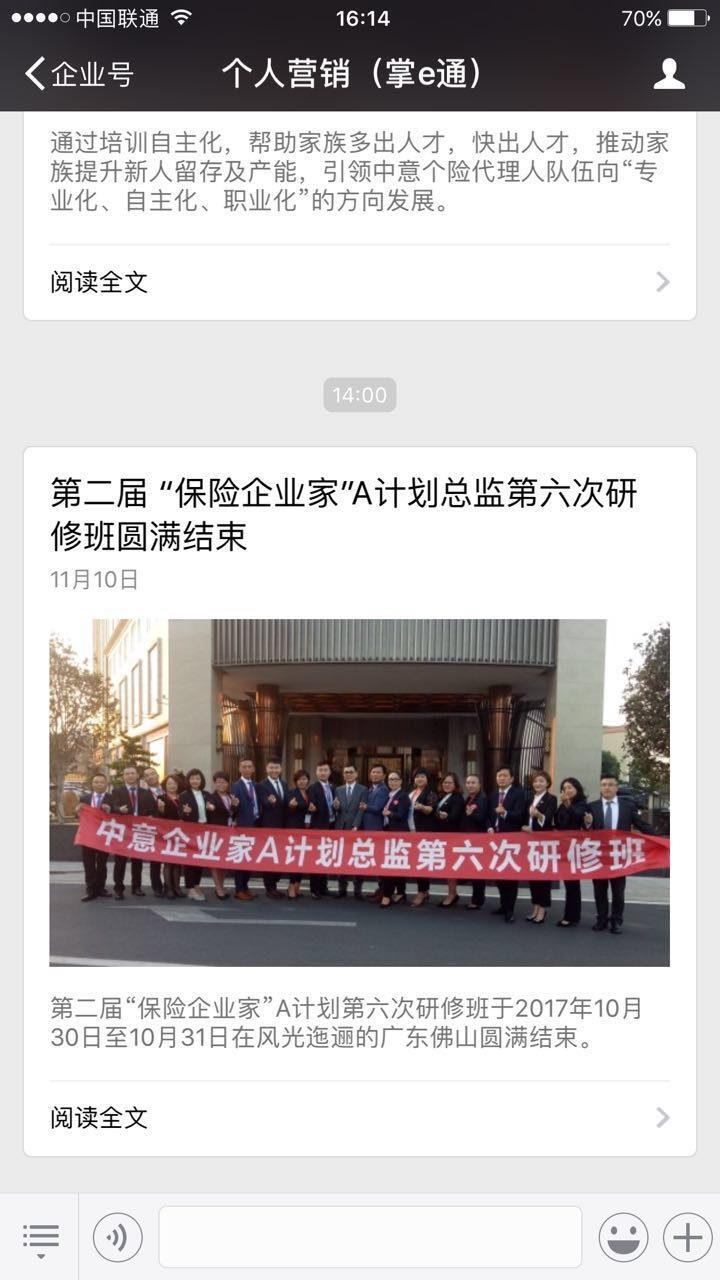 中国联通 16:14 70%
企业号 个人营销（掌e通）
通过培训自主化，帮助家族多出人才，快出人才，推动家
族提升新人留存及产能，引领中意个险代理人队伍向“专
业化、自主化、职业化”的方向发展。
阅读全文
14:00
第二届 “保险企业家”A计划总监第六次研
修班圆满结束
11月10日
中意企业家A计划总监第六次研修班
第二届“保险企业家”A计划第六次研修班于2017年10月
30日至10月31日在风光迤逦的广东佛山圆满结束。
阅读全文